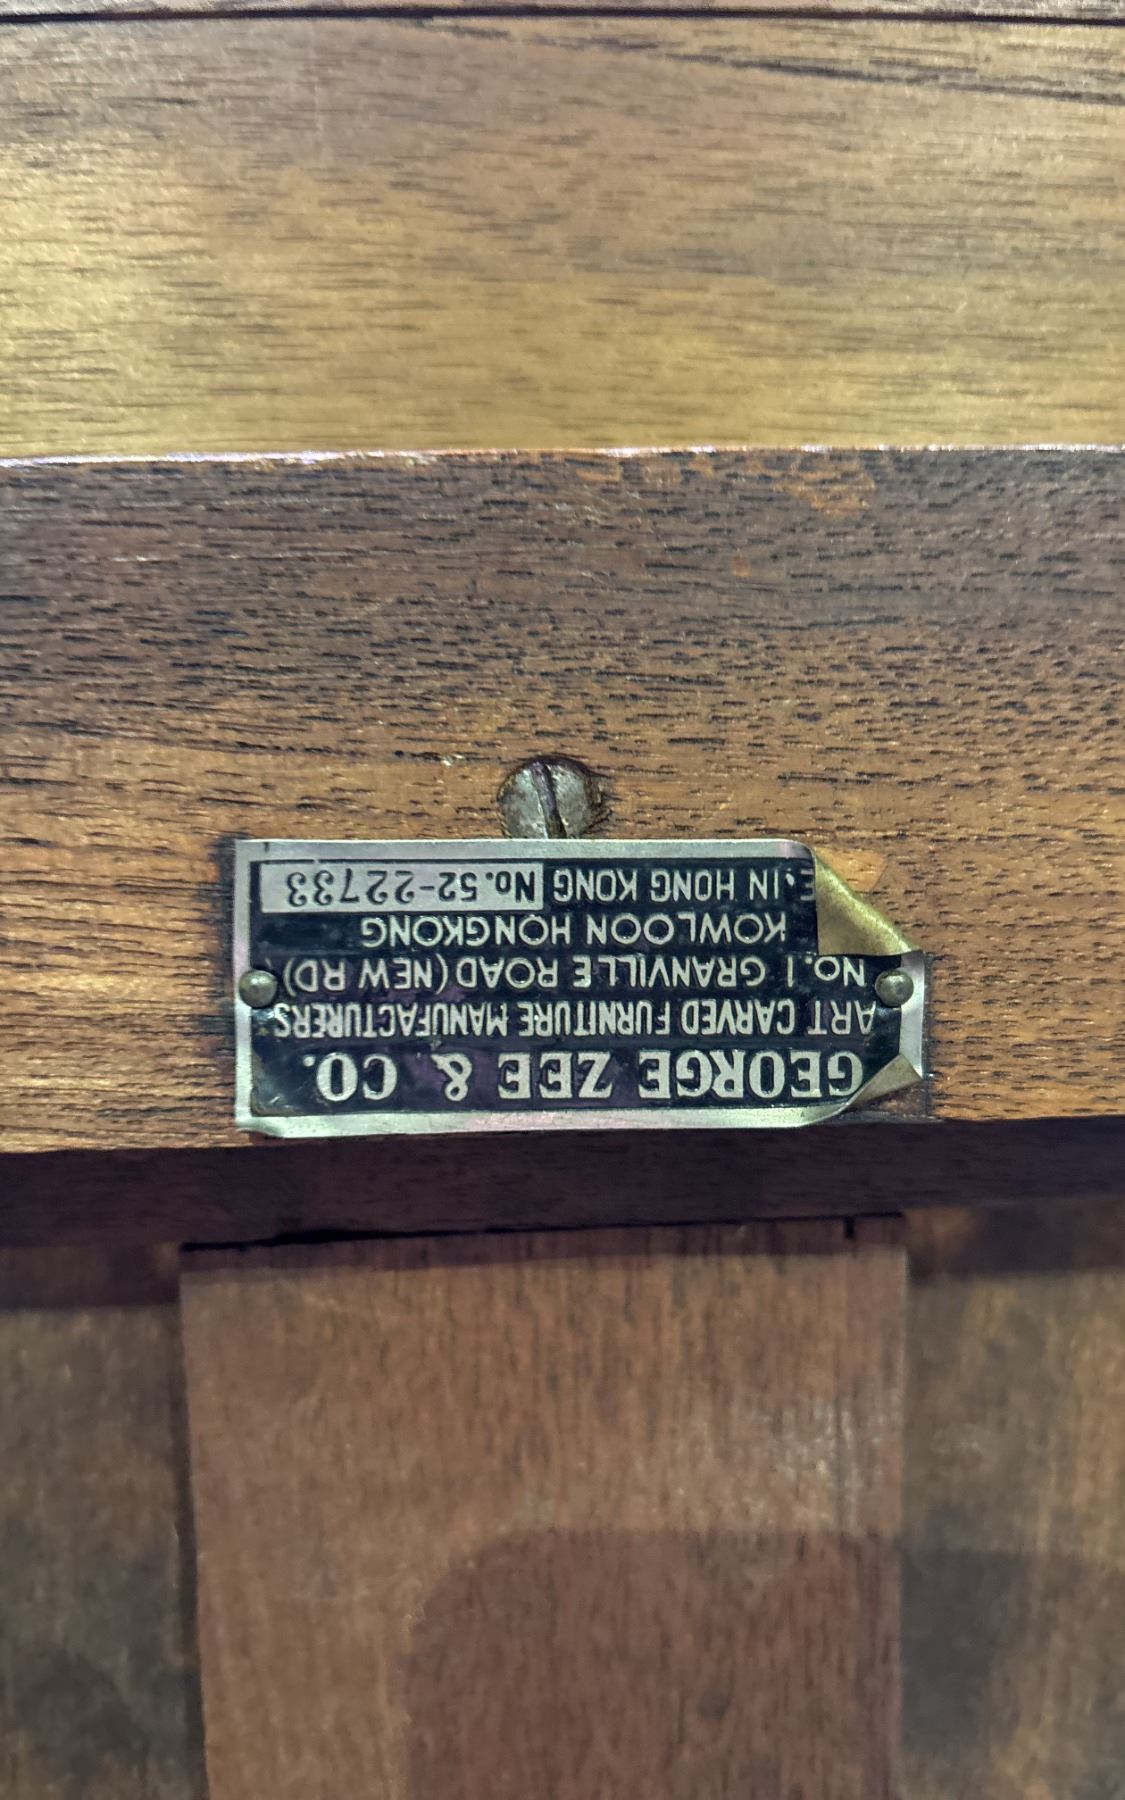 GEORGE ZEE & CO.
ART CARVED FURNITURE MANUFACTURERS
No. 1 GRANVILLE ROAD (NEW RD)
KOWLOON HONGKONG
E IN HONG KONG No. 52-22733